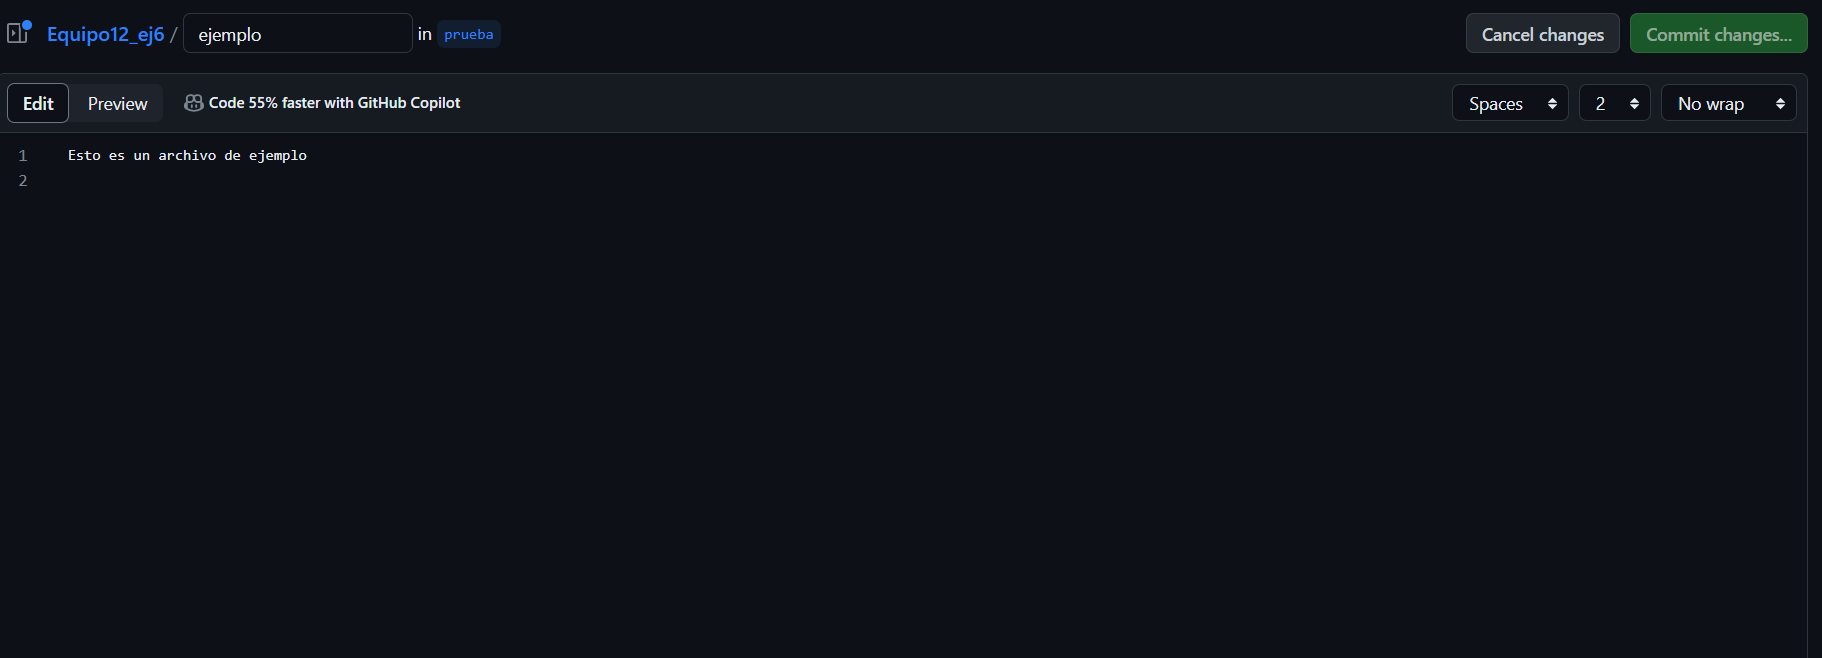 Equipo12_ej6 / ejemplo in prueba Cancel changes Commit changes...
Edit Preview Code 55% faster with GitHub Copilot Spaces 2 No wrap
1 Esto es un archivo de ejemplo
2